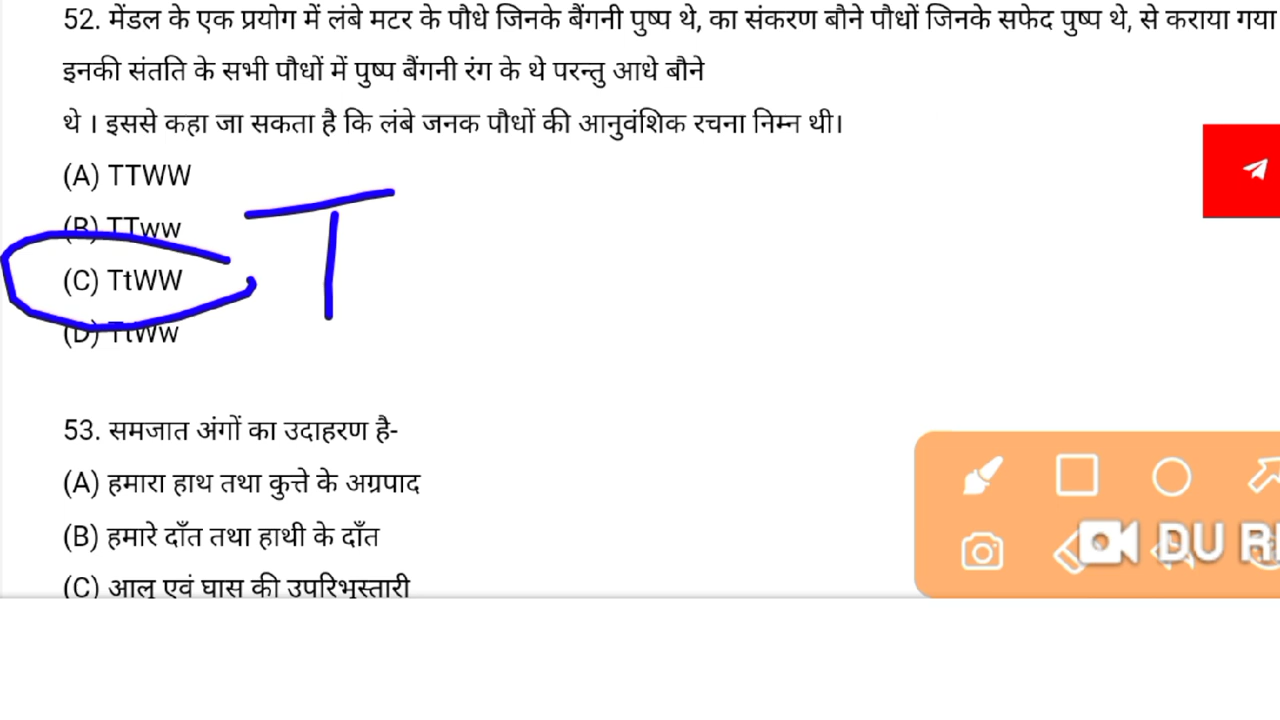 52. मेंडल के एक प्रयोग में लंबे मटर के पौधे जिनके बैंगनी पुष्प थे, का संकरण बौने पौधों जिनके सफेद पुष्प थे, से कराया गया
इनकी संतति के सभी पौधों में पुष्प बैंगनी रंग के थे परन्तु आधे बौने
थे । इससे कहा जा सकता है कि लंबे जनक पौधों की आनुवंशिक रचना निम्न थी।
(A) TTWW
(B) TTww
(C) TtWW
T
(D) TtWw
53. समजात अंगों का उदाहरण है-
(A) हमारा हाथ तथा कुत्ते के अग्रपाद
(B) हमारे दाँत तथा हाथी के दाँत
(C) आलू एवं घास की उपरिभूस्तारी
DU